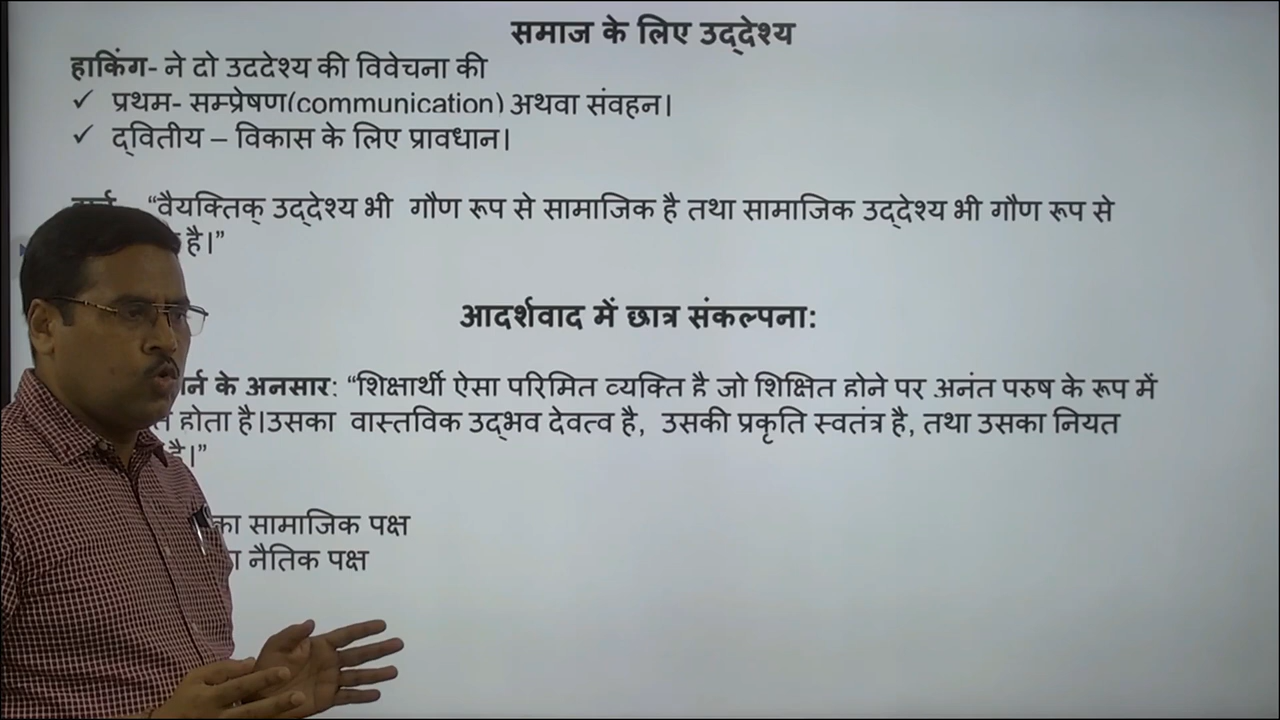 समाज के लिए उद्देश्य
हाकिंग- ने दो उददेश्य की विवेचना की
✓ प्रथम- सम्प्रेषण(communication) अथवा संवहन।
✓ द्वितीय – विकास के लिए प्रावधान।
“वैयक्तिक् उद्देश्य भी गौण रूप से सामाजिक है तथा सामाजिक उद्देश्य भी गौण रूप से
है।”
आदर्शवाद में छात्र संकल्पना:
के अनसार: “शिक्षार्थी ऐसा परिमित व्यक्ति है जो शिक्षित होने पर अनंत परुष के रूप में
होता है।उसका वास्तविक उद्भव देवत्व है, उसकी प्रकृति स्वतंत्र है, तथा उसका नियत
है।”
का सामाजिक पक्ष
नैतिक पक्ष